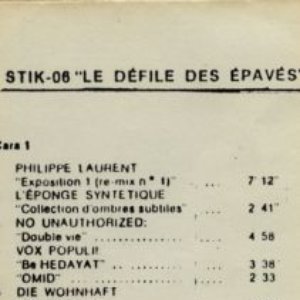 STIK-06 "LE DÉFILE DES ÉPAVÉS"
Cara 1
PHILIPPE LAURENT
"Exposition 1 (re-mix n° 1)" .... 7' 12"
L'ÉPONGE SYNTETIQUE
"Collection d'ombres subtiles" ... 2 41"
NO UNAUTHORIZED:
"Double vie" .............. 4 58
VOX POPULI!
"Be HEDAYAT" .. ......... 3 38
"OMID" .. ............ 2 33
DIE WOHNHAFT